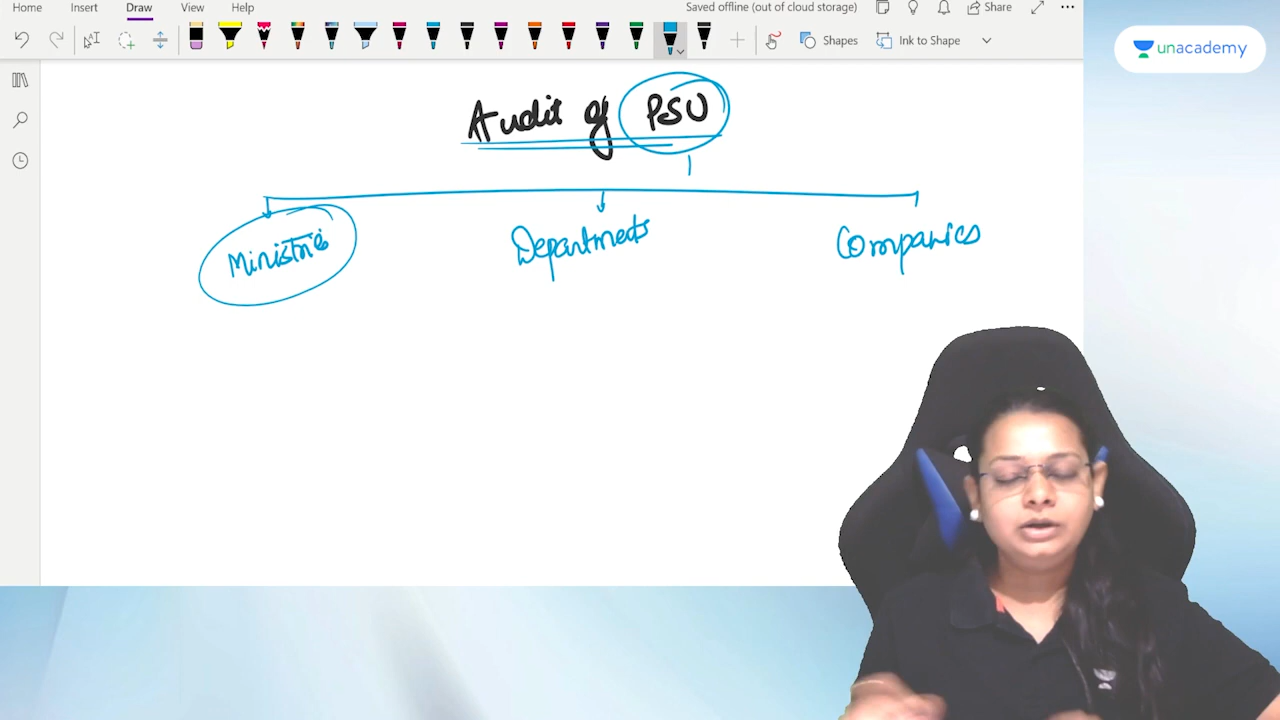 Home Insert Draw View Help Saved offline (out of cloud storage) Share
Shapes Ink to Shape
unacademy
Audit of PSU
Ministrie Departments Companies